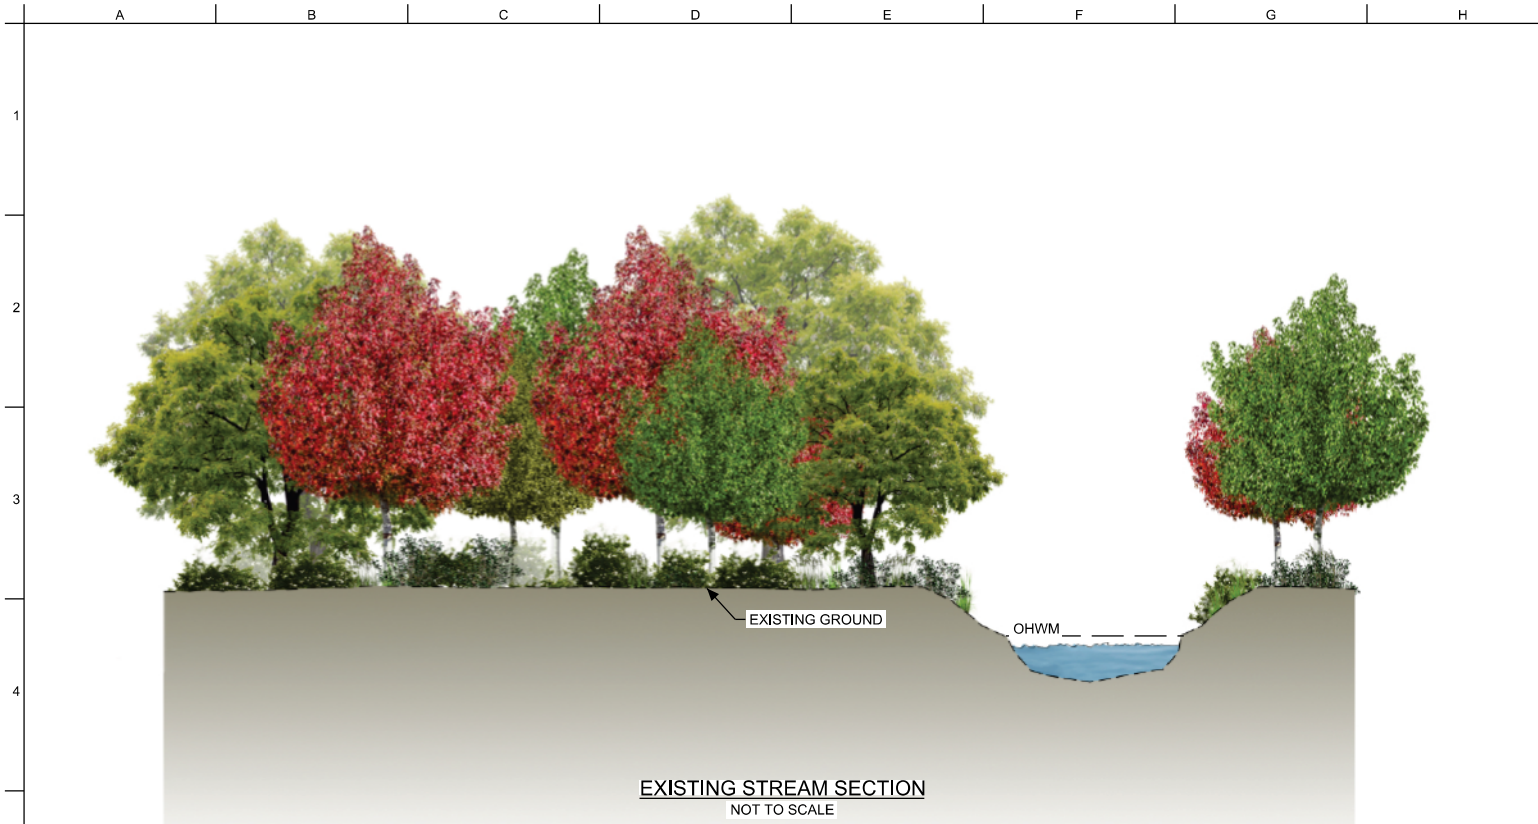 A B C D E F G H
1
2
3
EXISTING GROUND
OHWM
4
EXISTING STREAM SECTION
NOT TO SCALE